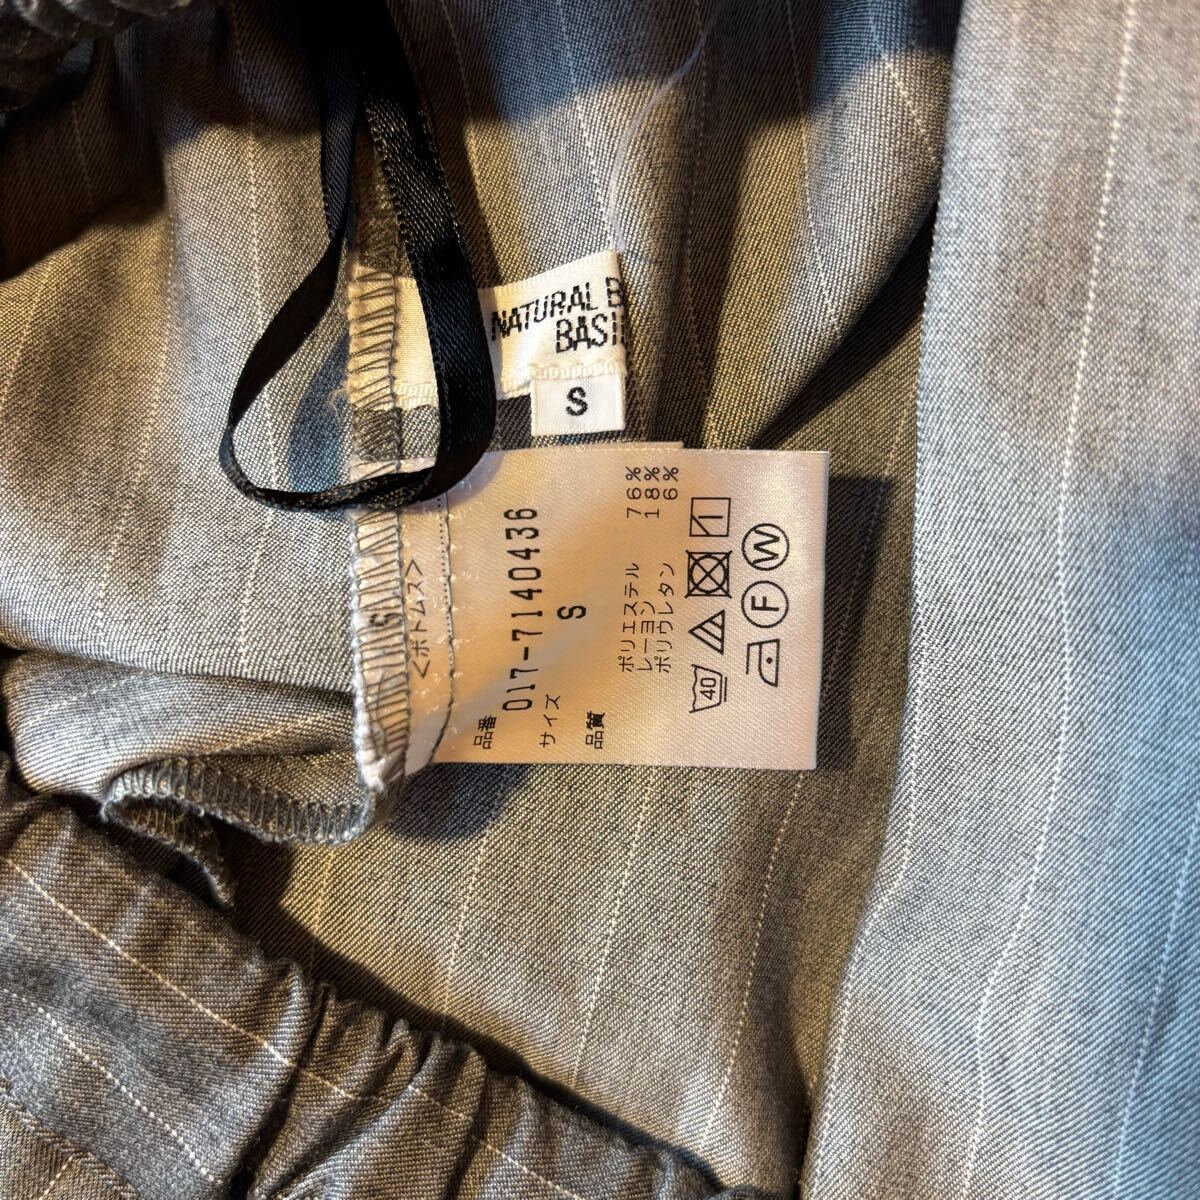 NATURAL B
BASI
S
<ボトムス>
品番 017-7140436
サイズ S
品質 ポリエステル 76%
レーヨン 18%
ポリウレタン 6%
40
F
W